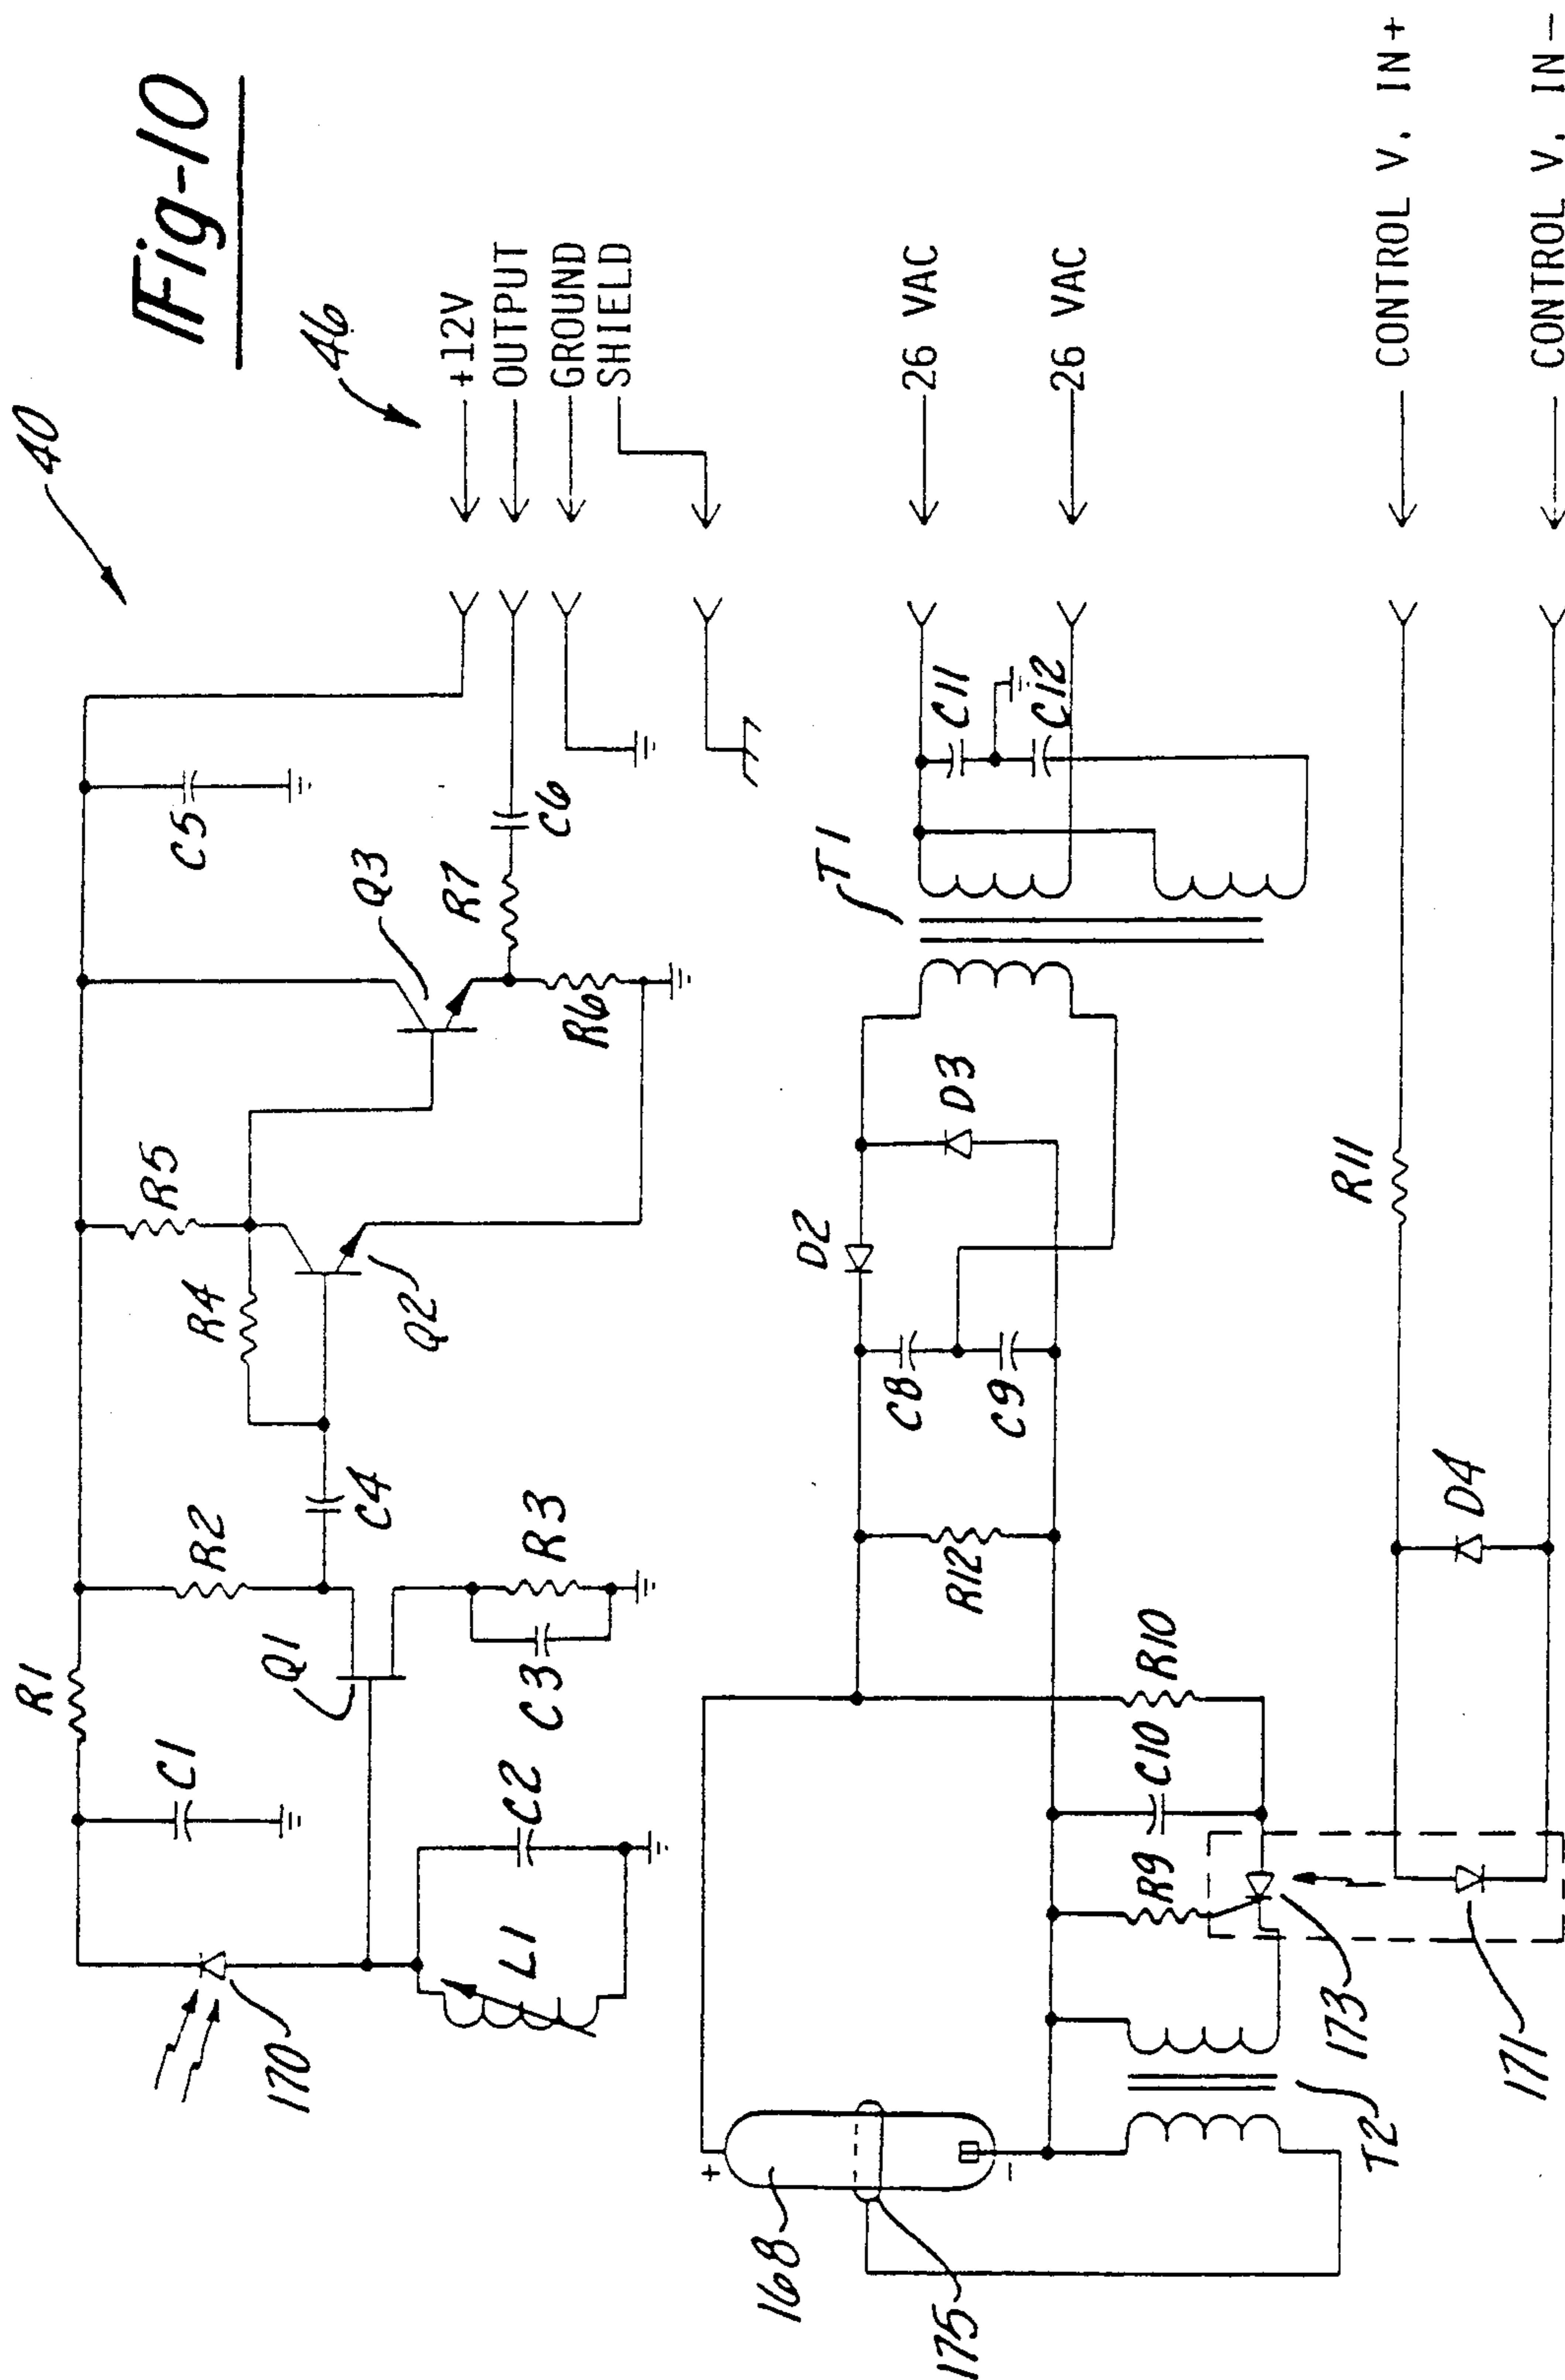 Fig-10
40
46
+12V
OUTPUT
GROUND
SHIELD
26 VAC
26 VAC
CONTROL V. IN +
CONTROL V. IN -
R1
C1
R2
R4
R5
C5
Q1
C4
Q2
Q3
R7
C6
R6
170
L1
C2
C3
R3
T1
C11
C12
D2
D3
C8
C9
R12
R10
C10
R9
168
+
-
175
T2
173
171
D4
R11